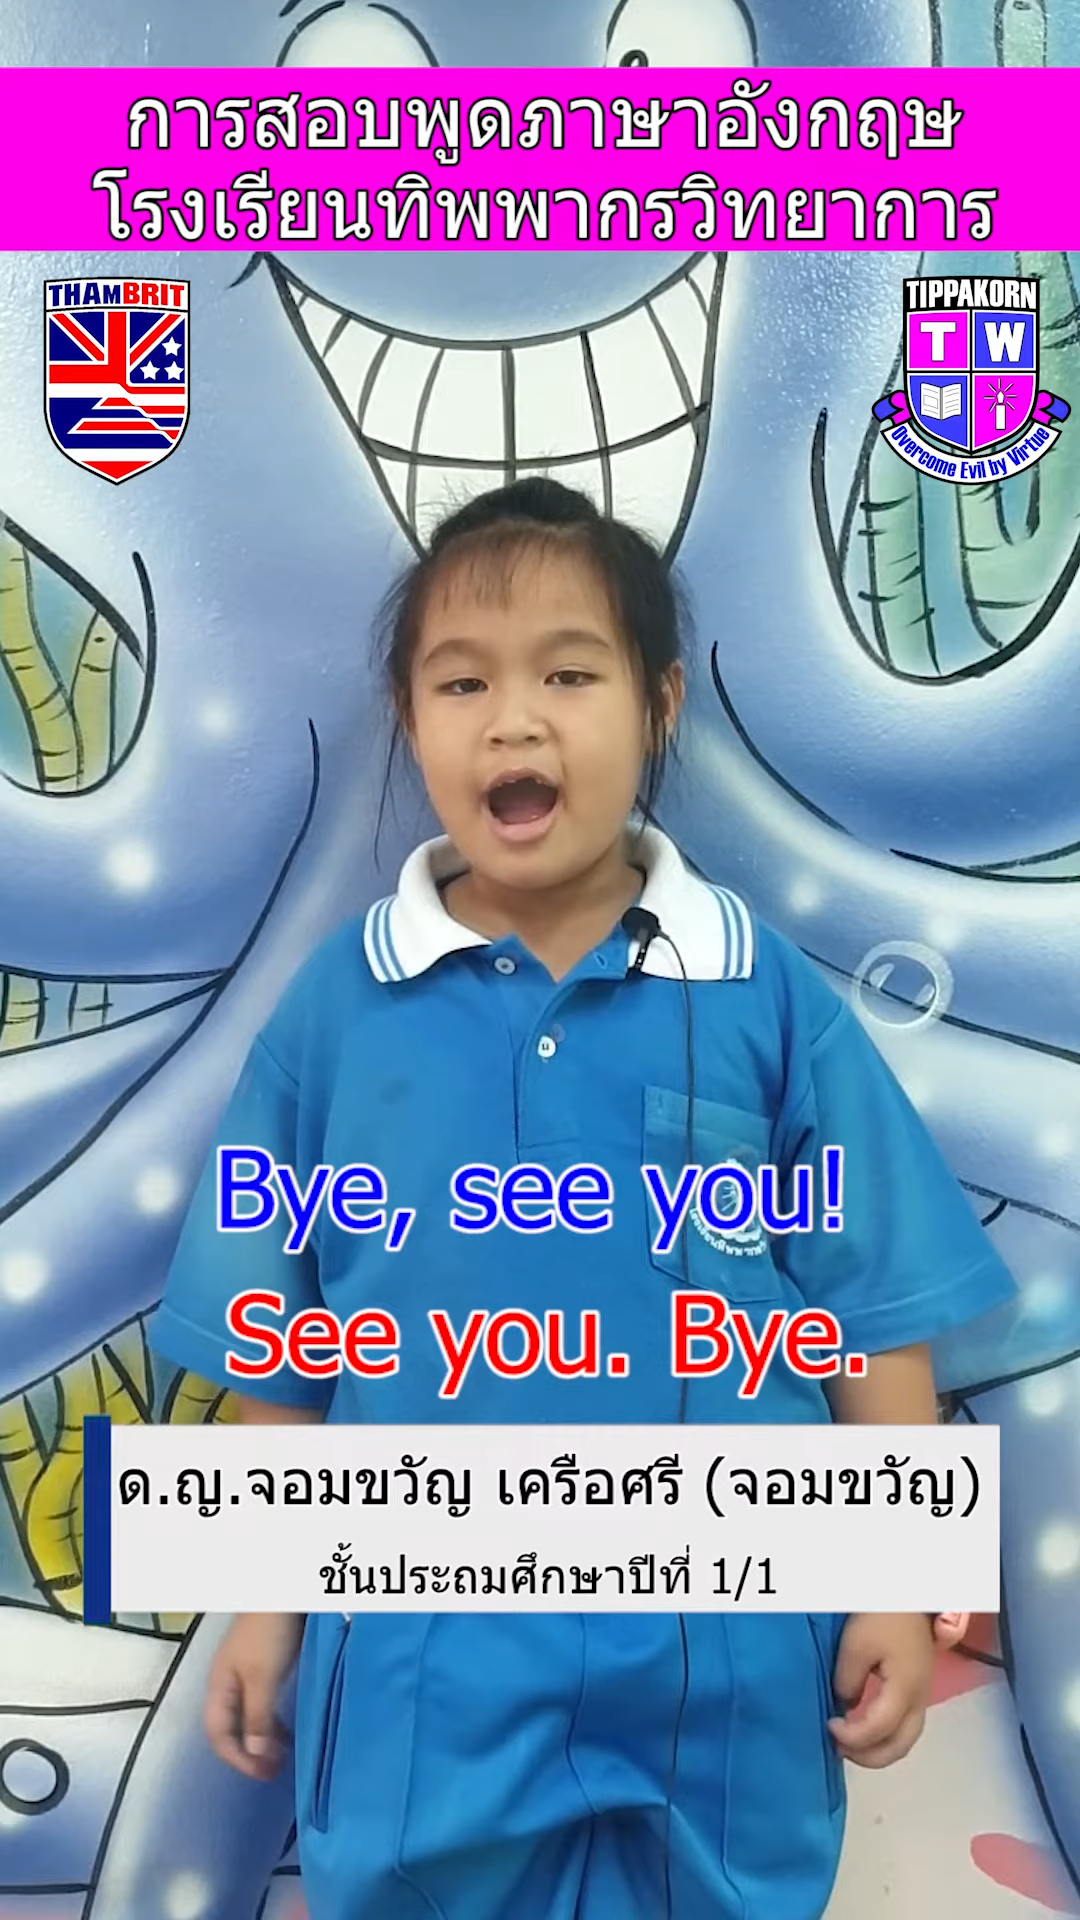 การสอบพูดภาษาอังกฤษ
โรงเรียนทิพพากรวิทยาการ
THAMBRIT
TIPPAKORN
T W
Overcome Evil by Virtue
Bye, see you!
See you. Bye.
ด.ญ.จอมขวัญ เครือศรี (จอมขวัญ)
ชั้นประถมศึกษาปีที่ 1/1